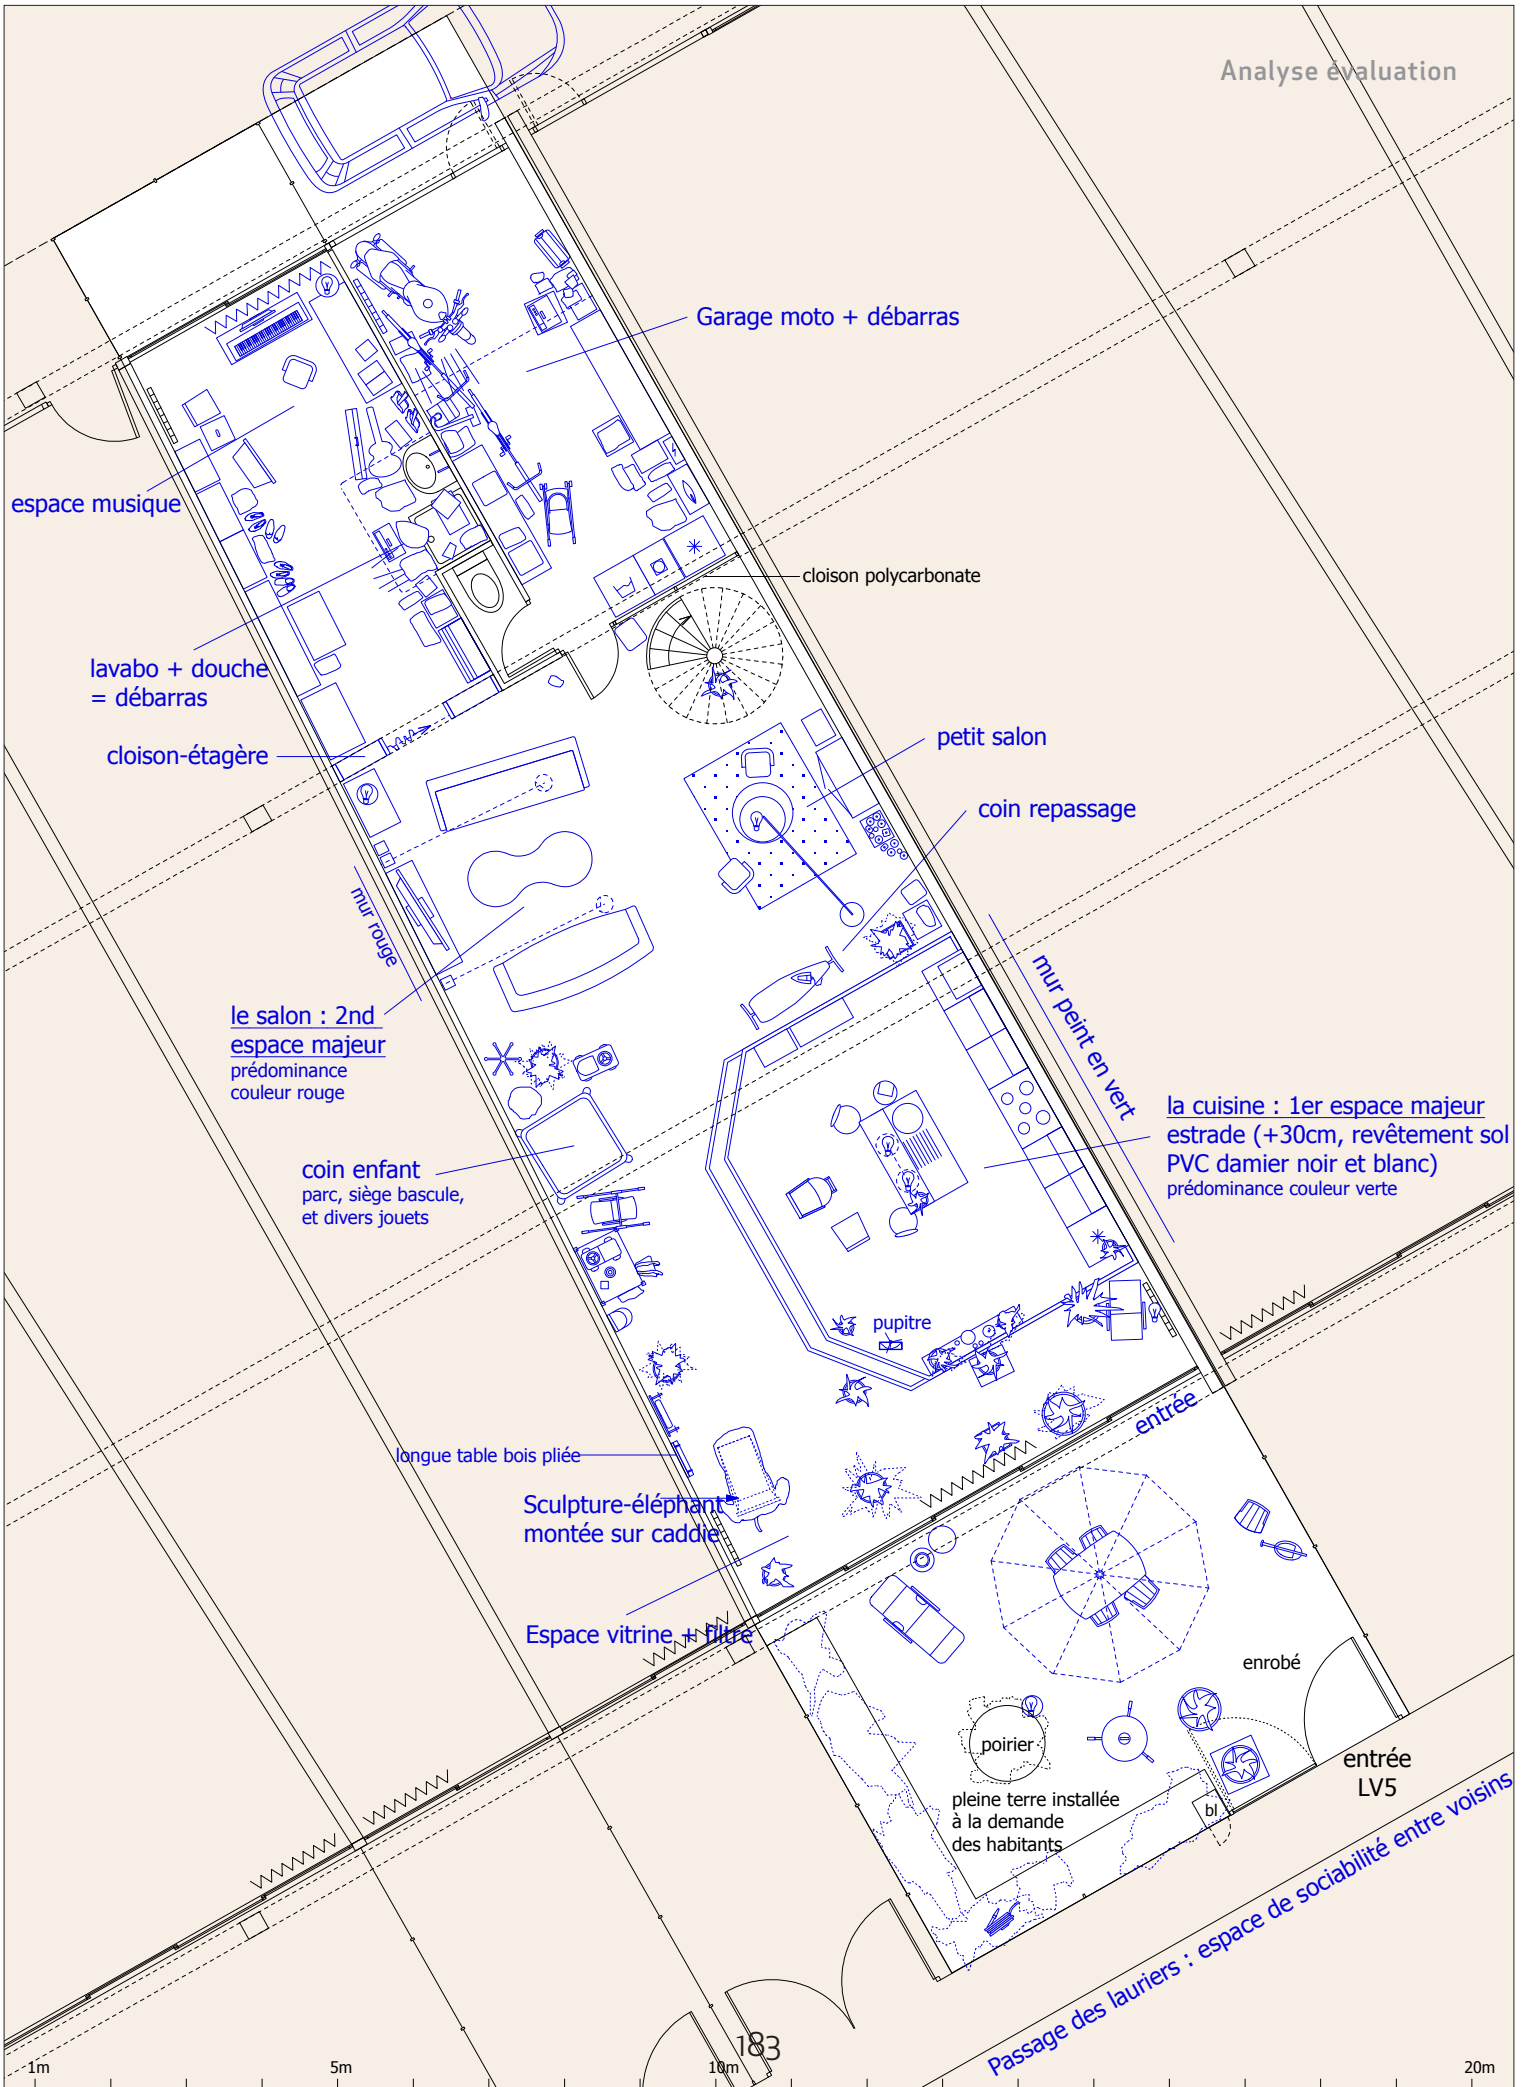 Analyse évaluation
Garage moto + débarras
espace musique
cloison polycarbonate
lavabo + douche
= débarras
cloison-étagère
petit salon
coin repassage
mur rouge
mur peint en vert
le salon : 2nd
espace majeur
prédominance
couleur rouge
la cuisine : 1er espace majeur
estrade (+30cm, revêtement sol
PVC damier noir et blanc)
prédominance couleur verte
coin enfant
parc, siège bascule,
et divers jouets
pupitre
entrée
longue table bois pliée
Sculpture-éléphant
montée sur caddie
Espace vitrine + filtre
enrobé
poirier
pleine terre installée
à la demande
des habitants
bl
entrée
LV5
Passage des lauriers : espace de sociabilité entre voisins
183
1m
5m
10m
20m